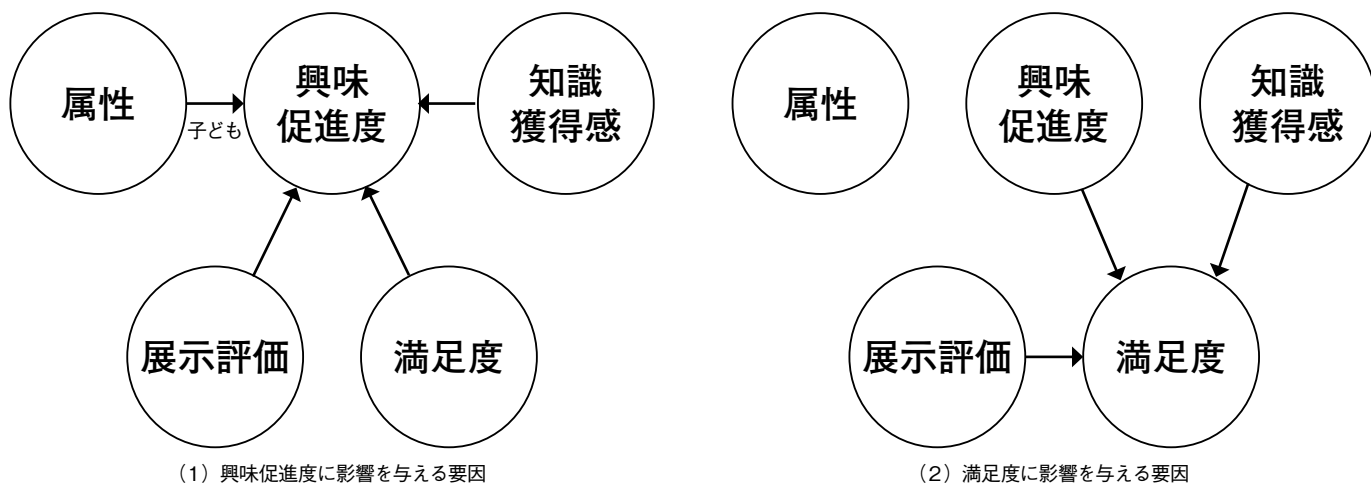 属性
子ども
興味
促進度
知識
獲得感
展示評価
満足度
（1）興味促進度に影響を与える要因
属性
興味
促進度
知識
獲得感
展示評価
満足度
（2）満足度に影響を与える要因